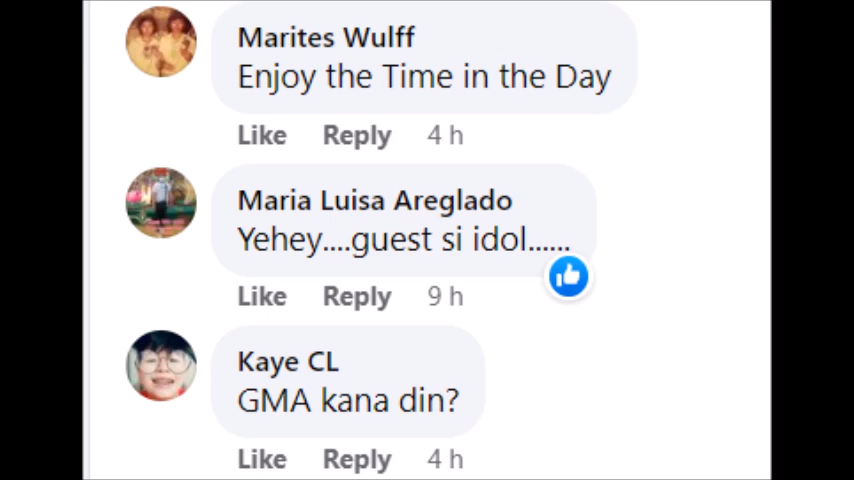 Marites Wulff
Enjoy the Time in the Day
Like Reply 4 h
Maria Luisa Areglado
Yehey....guest si idol......
Like Reply 9 h
Kaye CL
GMA kana din?
Like Reply 4 h